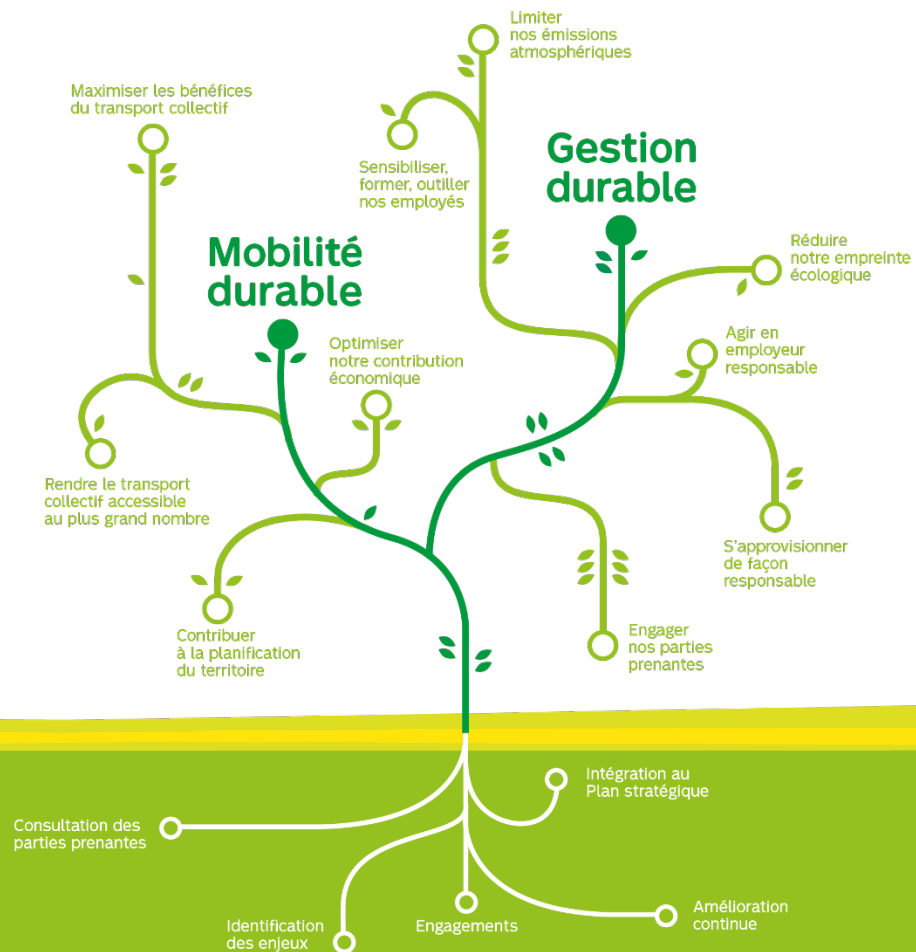 Limiter
nos émissions
atmosphériques
Maximiser les bénéfices
du transport collectif
Sensibiliser,
former, outiller
nos employés
Gestion
durable
Mobilité
durable
Réduire
notre empreinte
écologique
Optimiser
notre contribution
économique
Agir en
employeur
responsable
Rendre le transport
collectif accessible
au plus grand nombre
S'approvisionner
de façon
responsable
Contribuer
à la planification
du territoire
Engager
nos parties
prenantes
Intégration au
Plan stratégique
Consultation des
parties prenantes
Identification
des enjeux
Engagements
Amélioration
continue